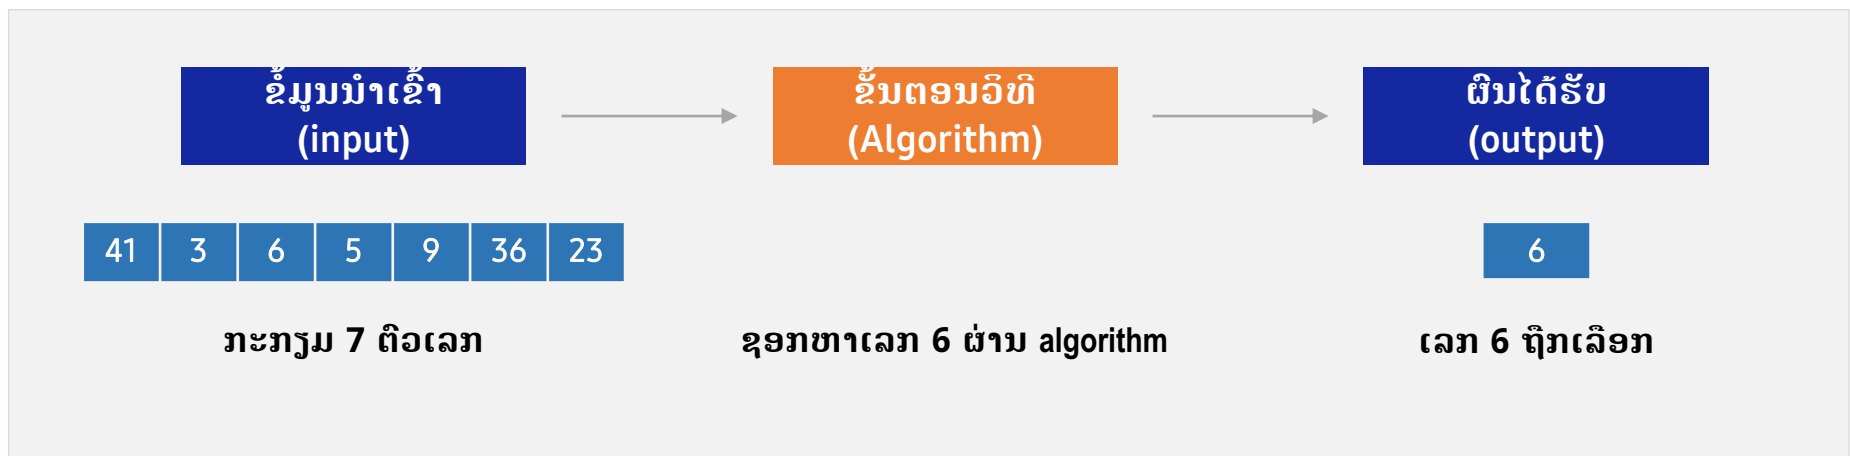 ຂໍ້ມູນນຳເຂົ້າ
(input)
ຂັ້ນຕອນວິທີ
(Algorithm)
ຜົນໄດ້ຮັບ
(output)
41 3 6 5 9 36 23
6
ກະກຽມ 7 ຕົວເລກ
ຊອກຫາເລກ 6 ຜ່ານ algorithm
ເລກ 6 ຖືກເລືອກ